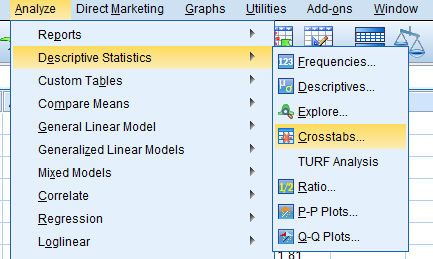 Analyze Direct Marketing Graphs Utilities Add-ons Window
Reports
Descriptive Statistics
Custom Tables
Compare Means
General Linear Model
Generalized Linear Models
Mixed Models
Correlate
Regression
Loglinear
Frequencies...
Descriptives...
Explore...
Crosstabs...
TURF Analysis
Ratio...
P-P Plots...
Q-Q Plots...
1.81